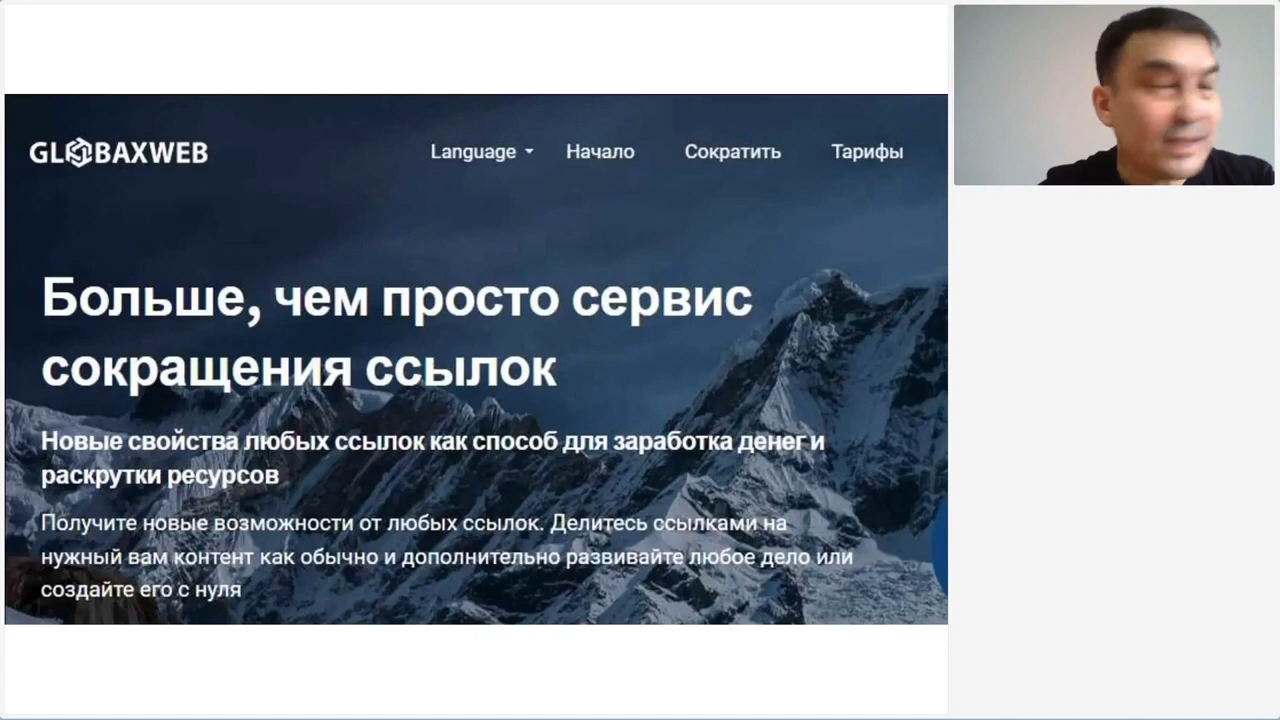 GLOBAXWEB
Language Начало Сократить Тарифы
Больше, чем просто сервис
сокращения ссылок
Новые свойства любых ссылок как способ для заработка денег и
раскрутки ресурсов
Получите новые возможности от любых ссылок. Делитесь ссылками на
нужный вам контент как обычно и дополнительно развивайте любое дело или
создайте его с нуля